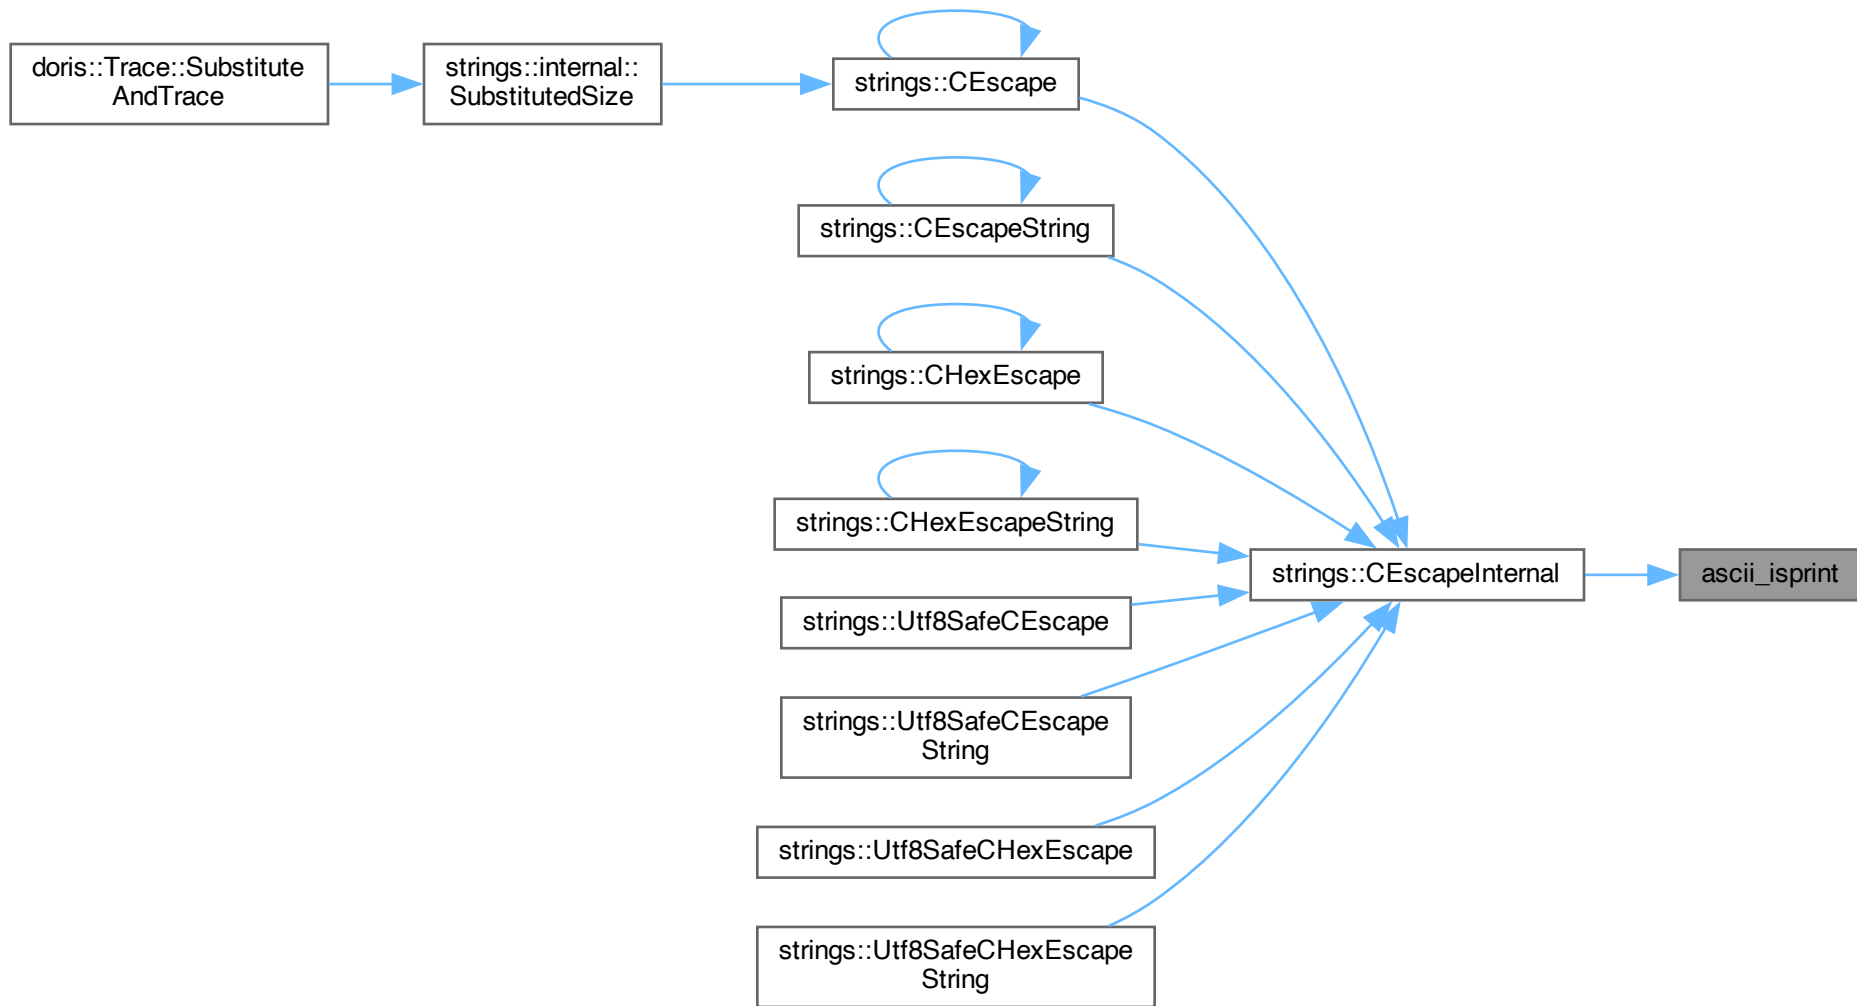 doris::Trace::Substitute
AndTrace
strings::internal::
SubstitutedSize
strings::CEscape
strings::CEscapeString
strings::CHexEscape
strings::CHexEscapeString
strings::CEscapeInternal
ascii_isprint
strings::Utf8SafeCEscape
strings::Utf8SafeCEscape
String
strings::Utf8SafeCHexEscape
strings::Utf8SafeCHexEscape
String